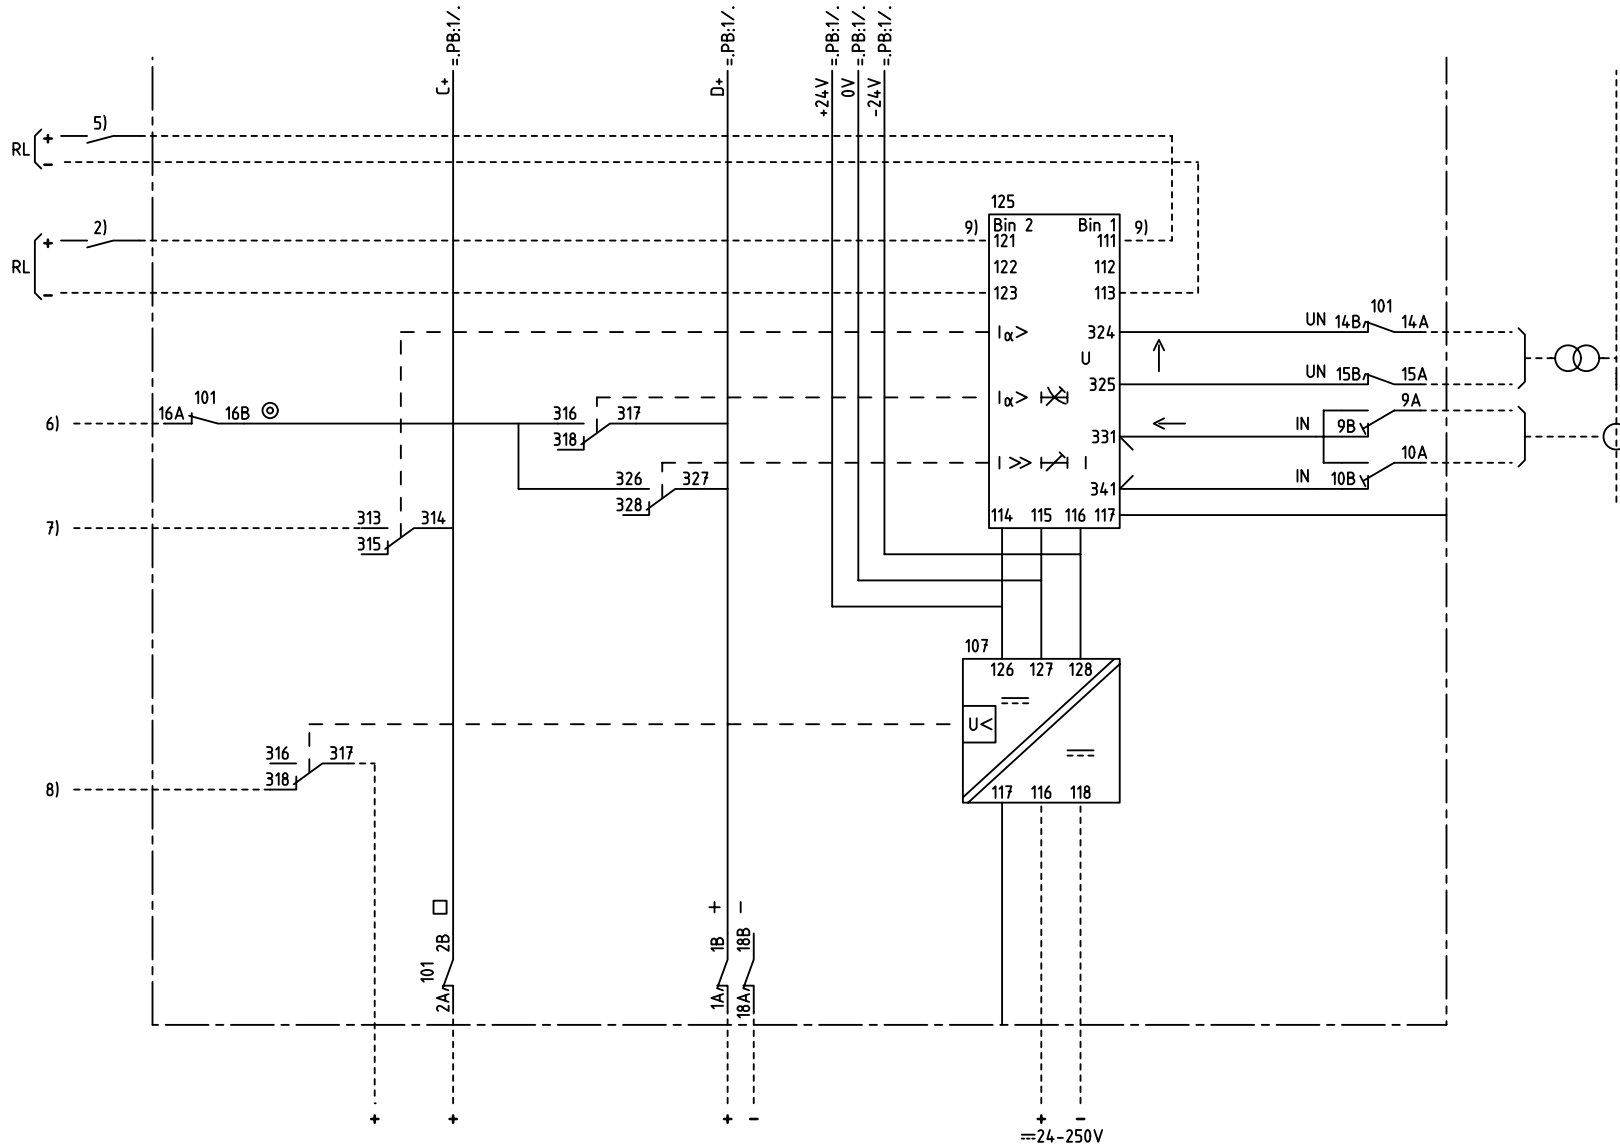 =.PB:1/.
=.PB:1/.
=.PB:1/.
=.PB:1/.
=.PB:1/.
C+
D+
+24V
0V
-24V
5)
RL
+
-
125
2)
9)
Bin 2
Bin 1
9)
RL
+
-
121
111
122
112
123
113
Iα>
324
UN 14B
101
14A
U
325
UN 15B
15A
Iα>
9A
6)
16A
101
16B
316
317
318
331
IN
9B
I >>
I
10A
326
327
328
341
IN
10B
7)
313
314
315
114
115
116
117
107
126
127
128
U<
316
317
8)
318
117
116
118
+
-
2B
101
2A
1B
1A
18B
18A
+
+
+
-
+
-
24-250V